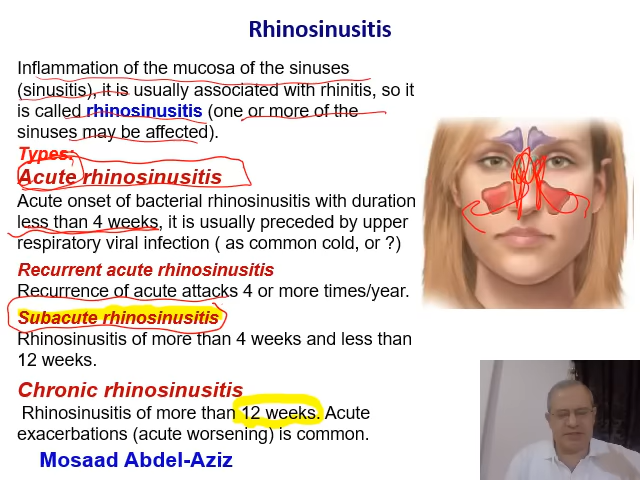 Rhinosinusitis
Inflammation of the mucosa of the sinuses
(sinusitis), it is usually associated with rhinitis, so it
is called rhinosinusitis (one or more of the
sinuses may be affected).
Types:
Acute rhinosinusitis
Acute onset of bacterial rhinosinusitis with duration
less than 4 weeks, it is usually preceded by upper
respiratory viral infection ( as common cold, or ?)
Recurrent acute rhinosinusitis
Recurrence of acute attacks 4 or more times/year.
Subacute rhinosinusitis
Rhinosinusitis of more than 4 weeks and less than
12 weeks.
Chronic rhinosinusitis
Rhinosinusitis of more than 12 weeks. Acute
exacerbations (acute worsening) is common.
Mosaad Abdel-Aziz